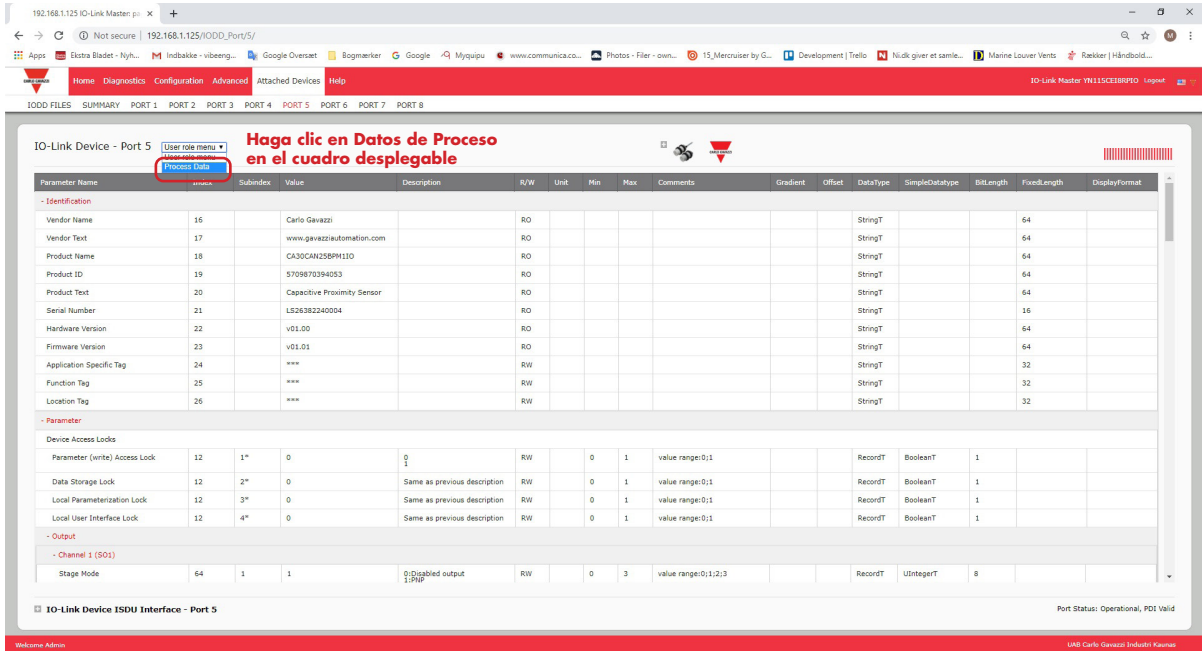 192.168.1.125 IO-Link Master: pa
Not secure | 192.168.1.125/IODD_Port/5/
Apps Ekstra Bladet - Nyh... Indbakke - vibeeng... Google Oversæt Bogmærker Google Myquipu www.communica.co... Photos - Filer - own... 15_Mercruiser by G... Development | Trello Ni.dk giver et samle... Marine Louver Vents Rækker | Håndbold....
CARLO GAVAZZI Home Diagnostics Configuration Advanced Attached Devices Help IO-Link Master YN115CEI8RPIO Logout
IODD FILES SUMMARY PORT 1 PORT 2 PORT 3 PORT 4 PORT 5 PORT 6 PORT 7 PORT 8
IO-Link Device - Port 5 User role menu
User role menu
Process Data
Haga clic en Datos de Proceso
en el cuadro desplegable
CARLO GAVAZZI
Parameter Name Index Subindex Value Description R/W Unit Min Max Comments Gradient Offset DataType SimpleDatatype BitLength FixedLength DisplayFormat
- Identification
Vendor Name 16 Carlo Gavazzi RO StringT 64
Vendor Text 17 www.gavazziautomation.com RO StringT 64
Product Name 18 CA30CAN25BPM1IO RO StringT 64
Product ID 19 5709870394053 RO StringT 64
Product Text 20 Capacitive Proximity Sensor RO StringT 64
Serial Number 21 LS26382240004 RO StringT 16
Hardware Version 22 v01.00 RO StringT 64
Firmware Version 23 v01.01 RO StringT 64
Application Specific Tag 24 *** RW StringT 32
Function Tag 25 *** RW StringT 32
Location Tag 26 *** RW StringT 32
- Parameter
Device Access Locks
Parameter (write) Access Lock 12 1* 0 0 RW 0 1 value range:0;1 RecordT BooleanT 1
1
Data Storage Lock 12 2* 0 Same as previous description RW 0 1 value range:0;1 RecordT BooleanT 1
Local Parameterization Lock 12 3* 0 Same as previous description RW 0 1 value range:0;1 RecordT BooleanT 1
Local User Interface Lock 12 4* 0 Same as previous description RW 0 1 value range:0;1 RecordT BooleanT 1
- Output
- Channel 1 (SO1)
Stage Mode 64 1 1 0:Disabled output RW 0 3 value range:0;1;2;3 RecordT UIntegerT 8
1:PNP
IO-Link Device ISDU Interface - Port 5 Port Status: Operational, PDI Valid
Welcome Admin UAB Carlo Gavazzi Industri Kaunas